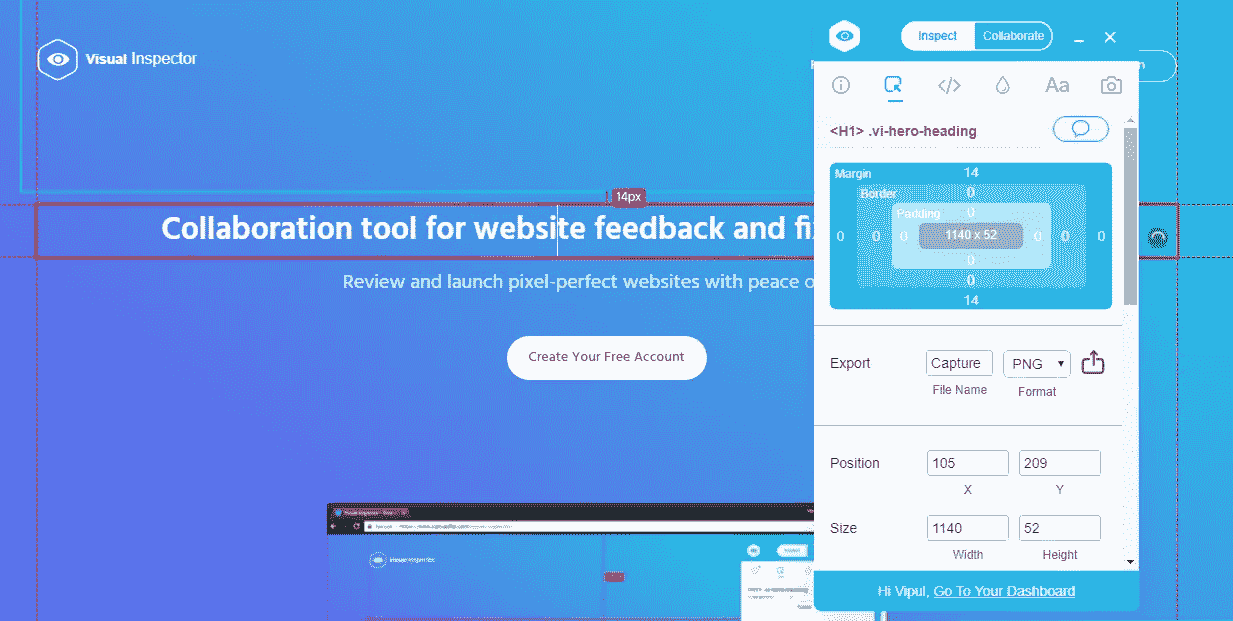 Visual Inspector
Inspect
Collaborate
<H1> .vi-hero-heading
14px
Collaboration tool for website feedback and
Review and launch pixel-perfect websites with peace
Create Your Free Account
Margin
14
Border
0
Padding
0
0
0
0
1140 x 52
0
0
0
0
0
14
Export
Capture
PNG
File Name
Format
Position
105
209
X
Y
Size
1140
52
Width
Height
Aa
Hi Vipul, Go To Your Dashboard